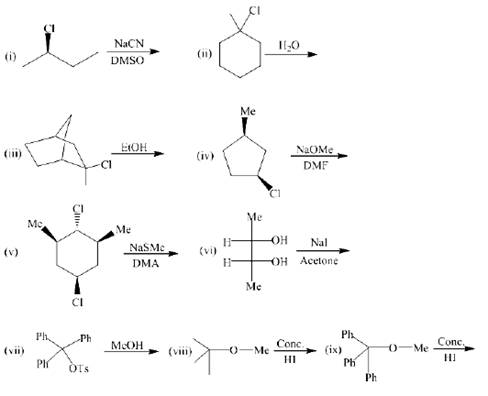 Cl
(i) NaCN DMSO
Cl
(ii) H₂O
(iii) Cl EtOH
Me
(iv) NaOMe DMF
Cl
Cl
Me Me
(v) NaSMe DMA
Cl
Me
H OH
(vi) H OH NaI Acetone
Me
(vii) Ph Ph Ph OTs MeOH
(viii) O Me Conc. HI
(ix) Ph Ph Ph O Me Conc. HI